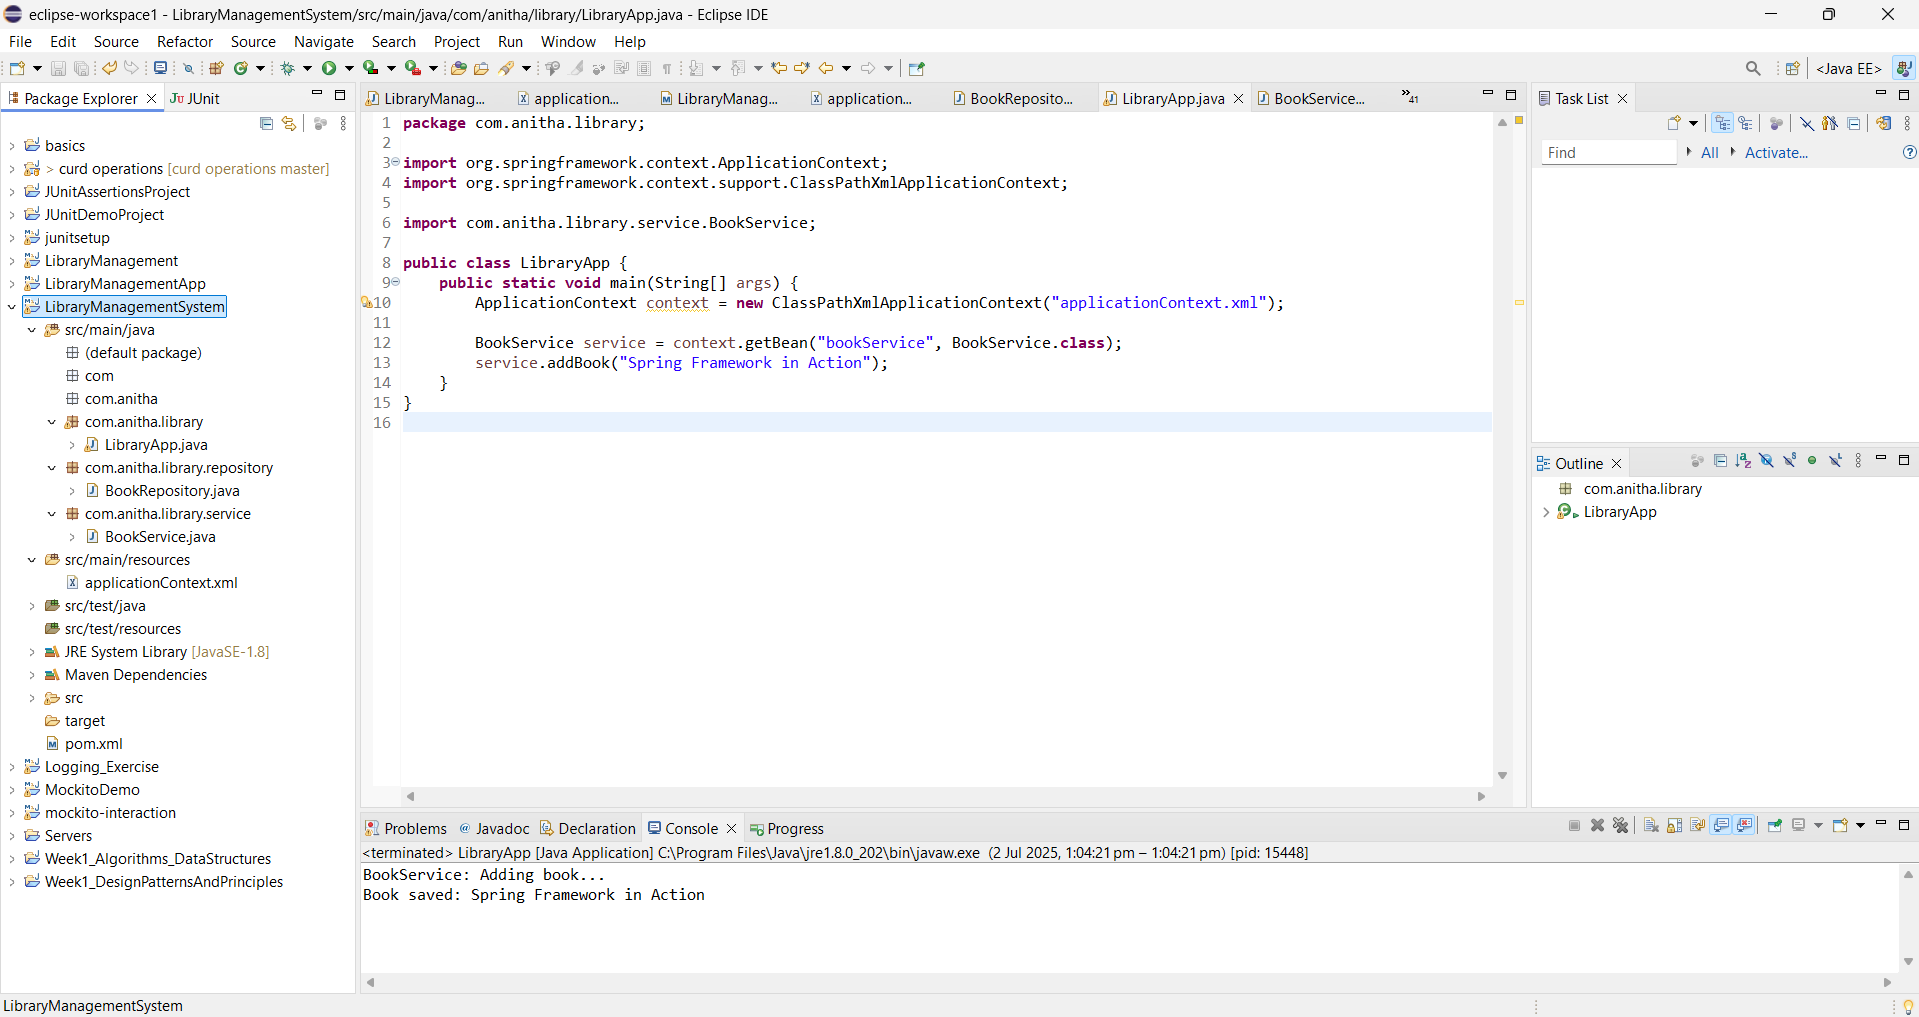 eclipse-workspace1 - LibraryManagementSystem/src/main/java/com/anitha/library/LibraryApp.java - Eclipse IDE
File Edit Source Refactor Source Navigate Search Project Run Window Help
<Java EE>
Package Explorer
JUnit
basics
> curd operations [curd operations master]
JUnitAssertionsProject
JUnitDemoProject
junitsetup
LibraryManagement
LibraryManagementApp
LibraryManagementSystem
src/main/java
(default package)
com
com.anitha
com.anitha.library
LibraryApp.java
com.anitha.library.repository
BookRepository.java
com.anitha.library.service
BookService.java
src/main/resources
applicationContext.xml
src/test/java
src/test/resources
JRE System Library [JavaSE-1.8]
Maven Dependencies
src
target
pom.xml
Logging_Exercise
MockitoDemo
mockito-interaction
Servers
Week1_Algorithms_DataStructures
Week1_DesignPatternsAndPrinciples
LibraryManag... application... LibraryManag... application... BookReposito... LibraryApp.java BookService... »41
1 package com.anitha.library;
2
3 import org.springframework.context.ApplicationContext;
4 import org.springframework.context.support.ClassPathXmlApplicationContext;
5
6 import com.anitha.library.service.BookService;
7
8 public class LibraryApp {
9 public static void main(String[] args) {
10 ApplicationContext context = new ClassPathXmlApplicationContext("applicationContext.xml");
11
12 BookService service = context.getBean("bookService", BookService.class);
13 service.addBook("Spring Framework in Action");
14 }
15 }
16
Task List
Find All Activate...
Outline
com.anitha.library
LibraryApp
Problems @ Javadoc Declaration Console Progress
<terminated> LibraryApp [Java Application] C:\Program Files\Java\jre1.8.0_202\bin\javaw.exe (2 Jul 2025, 1:04:21 pm – 1:04:21 pm) [pid: 15448]
BookService: Adding book...
Book saved: Spring Framework in Action
LibraryManagementSystem